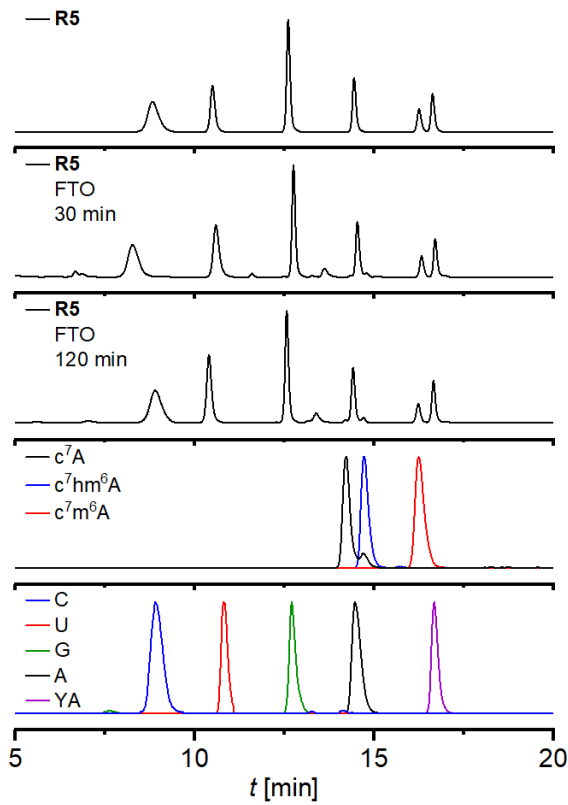 R5
R5
FTO
30 min
R5
FTO
120 min
c⁷A
c⁷hm⁶A
c⁷m⁶A
C
U
G
A
YA
5 10 15 20
t [min]